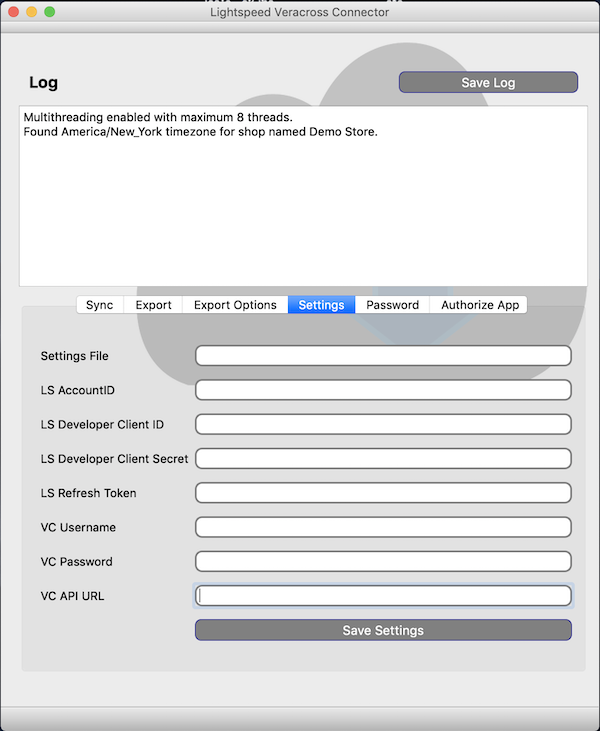 Lightspeed Veracross Connector
Log
Save Log
Multithreading enabled with maximum 8 threads.
Found America/New_York timezone for shop named Demo Store.
Sync Export Export Options Settings Password Authorize App
Settings File
LS AccountID
LS Developer Client ID
LS Developer Client Secret
LS Refresh Token
VC Username
VC Password
VC API URL
Save Settings